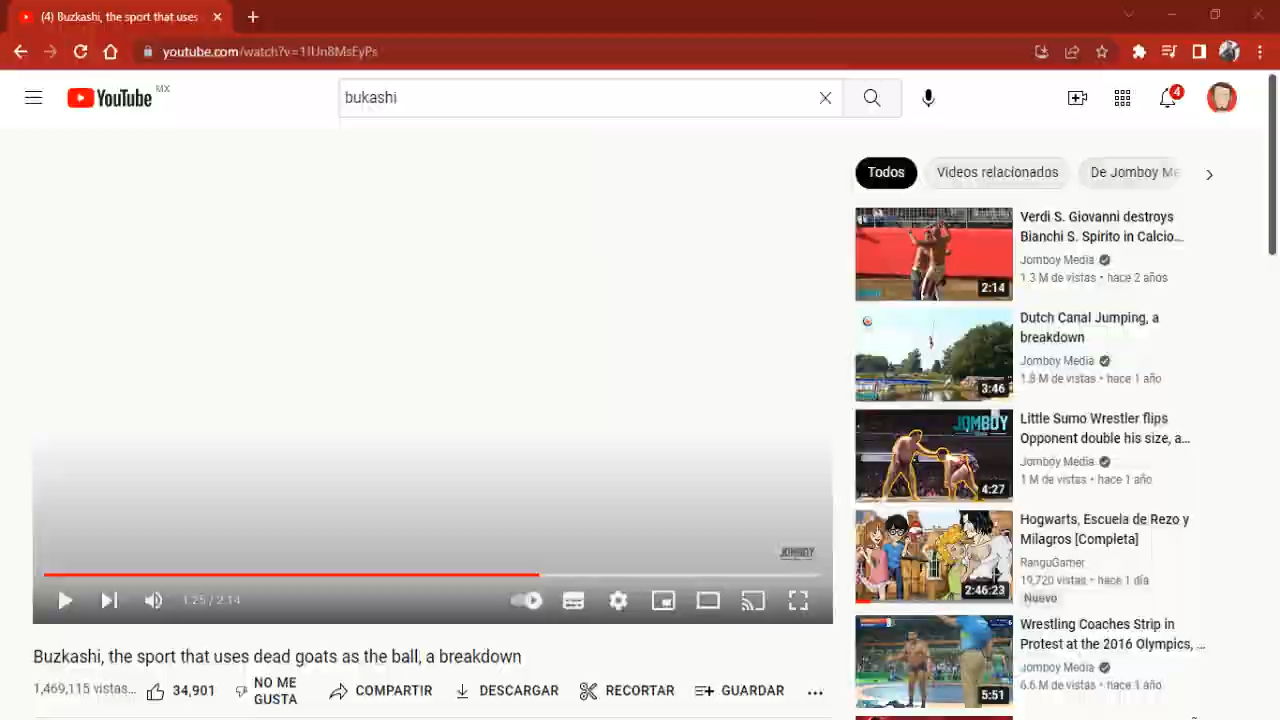 (4) Buzkashi, the sport that uses
youtube.com/watch?v=1IUn8MsEyPs
YouTube MX
bukashi
4
Todos
Videos relacionados
De Jomboy Me
Verdi S. Giovanni destroys
Bianchi S. Spirito in Calcio...
Jomboy Media
1.3 M de vistas • hace 2 años
2:14
Dutch Canal Jumping, a
breakdown
Jomboy Media
1.8 M de vistas • hace 1 año
3:46
JOMBOY
Little Sumo Wrestler flips
Opponent double his size, a...
Jomboy Media
1 M de vistas • hace 1 año
4:27
Hogwarts, Escuela de Rezo y
Milagros [Completa]
RanguGamer
19,720 vistas • hace 1 día
Nuevo
2:46:23
Wrestling Coaches Strip in
Protest at the 2016 Olympics, ...
Jomboy Media
6.6 M de vistas • hace 1 año
5:51
JOMBOY
1:25 / 2:14
Buzkashi, the sport that uses dead goats as the ball, a breakdown
1,469,115 vistas...
34,901
NO ME
GUSTA
COMPARTIR
DESCARGAR
RECORTAR
GUARDAR